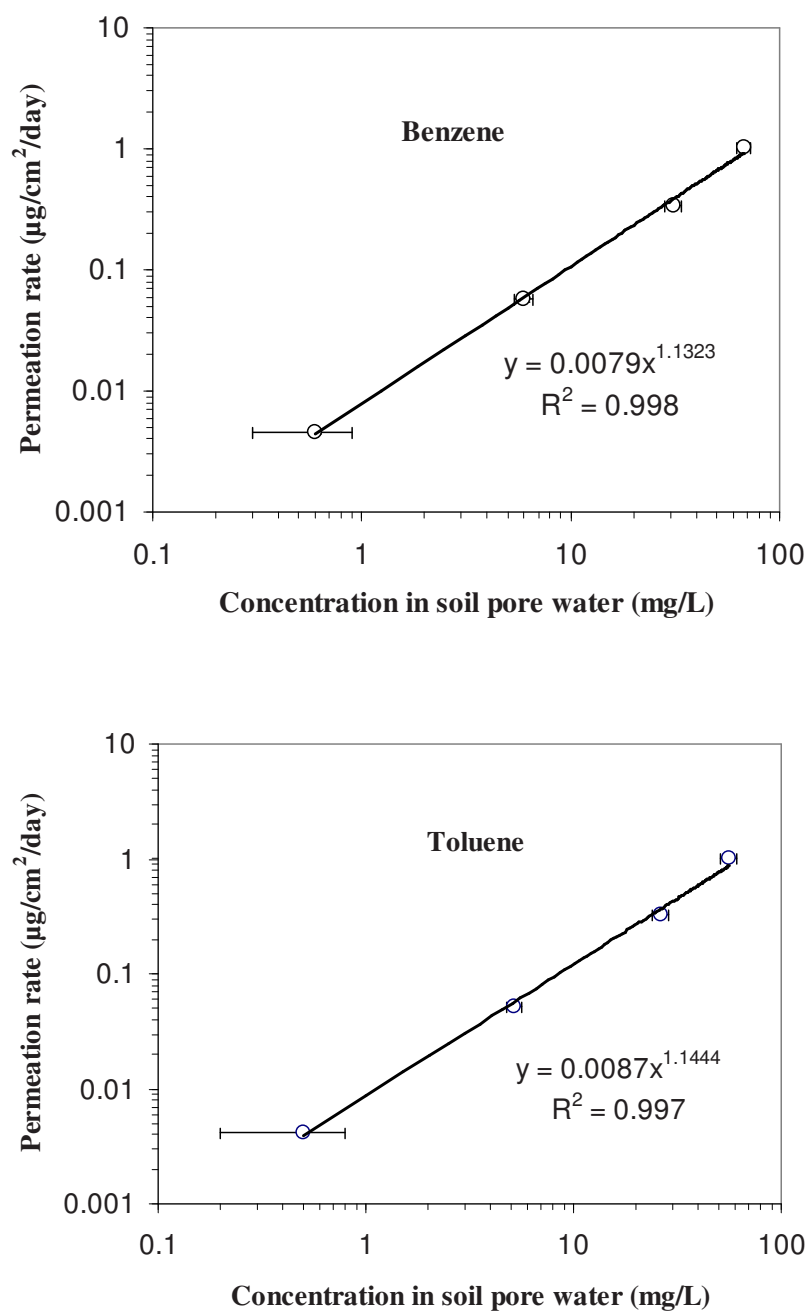 10
1
0.1
0.01
0.001
Permeation rate (µg/cm²/day)
Benzene
y = 0.0079x^1.1323
R² = 0.998
0.1 1 10 100
Concentration in soil pore water (mg/L)
10
1
0.1
0.01
0.001
Permeation rate (µg/cm²/day)
Toluene
y = 0.0087x^1.1444
R² = 0.997
0.1 1 10 100
Concentration in soil pore water (mg/L)